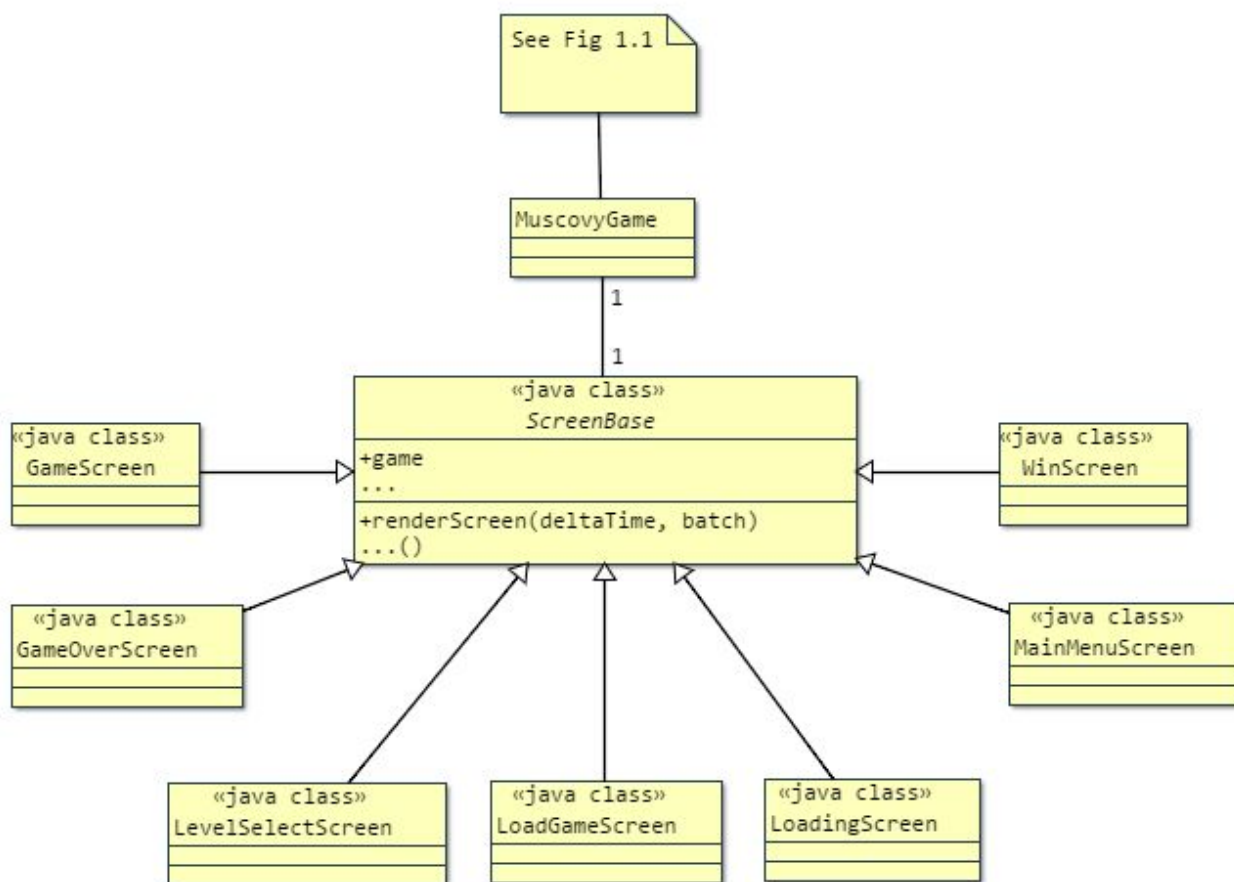 See Fig 1.1
MuscovyGame
1
1
«java class»
ScreenBase
+game
...
+renderScreen(deltaTime, batch)
...()
«java class»
GameScreen
«java class»
WinScreen
«java class»
GameOverScreen
«java class»
MainMenuScreen
«java class»
LevelSelectScreen
«java class»
LoadGameScreen
«java class»
LoadingScreen